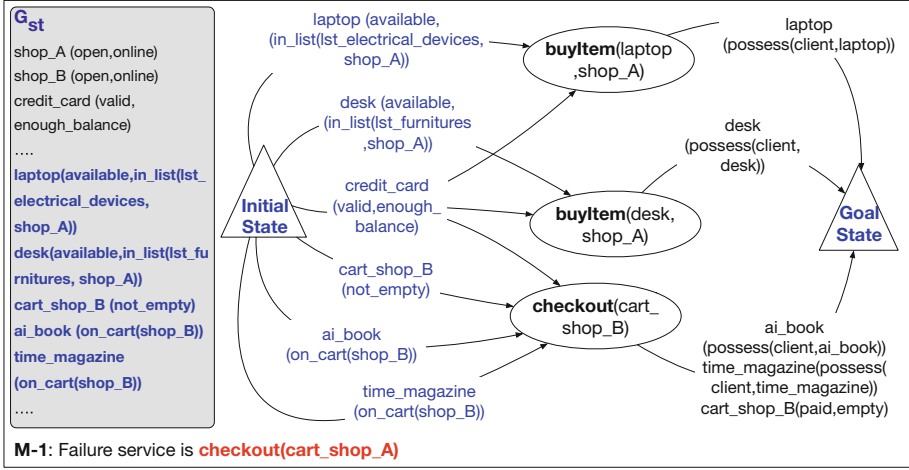 G_st
shop_A (open,online)
shop_B (open,online)
credit_card (valid,
enough_balance)
....
laptop(available,in_list(lst_
electrical_devices,
shop_A))
desk(available,in_list(lst_fu
rnitures, shop_A))
cart_shop_B (not_empty)
ai_book (on_cart(shop_B))
time_magazine
(on_cart(shop_B))
....
Initial
State
laptop (available,
(in_list(lst_electrical_devices,
shop_A))
desk (available,
(in_list(lst_furnitures
,shop_A))
credit_card
(valid,enough_
balance)
cart_shop_B
(not_empty)
ai_book
(on_cart(shop_B))
time_magazine
(on_cart(shop_B))
buyItem(laptop
,shop_A)
buyItem(desk,
shop_A)
checkout(cart_
shop_B)
laptop
(possess(client,laptop))
desk
(possess(client,
desk))
Goal
State
ai_book
(possess(client,ai_book))
time_magazine(possess(
client,time_magazine))
cart_shop_B(paid,empty)
M-1: Failure service is checkout(cart_shop_A)